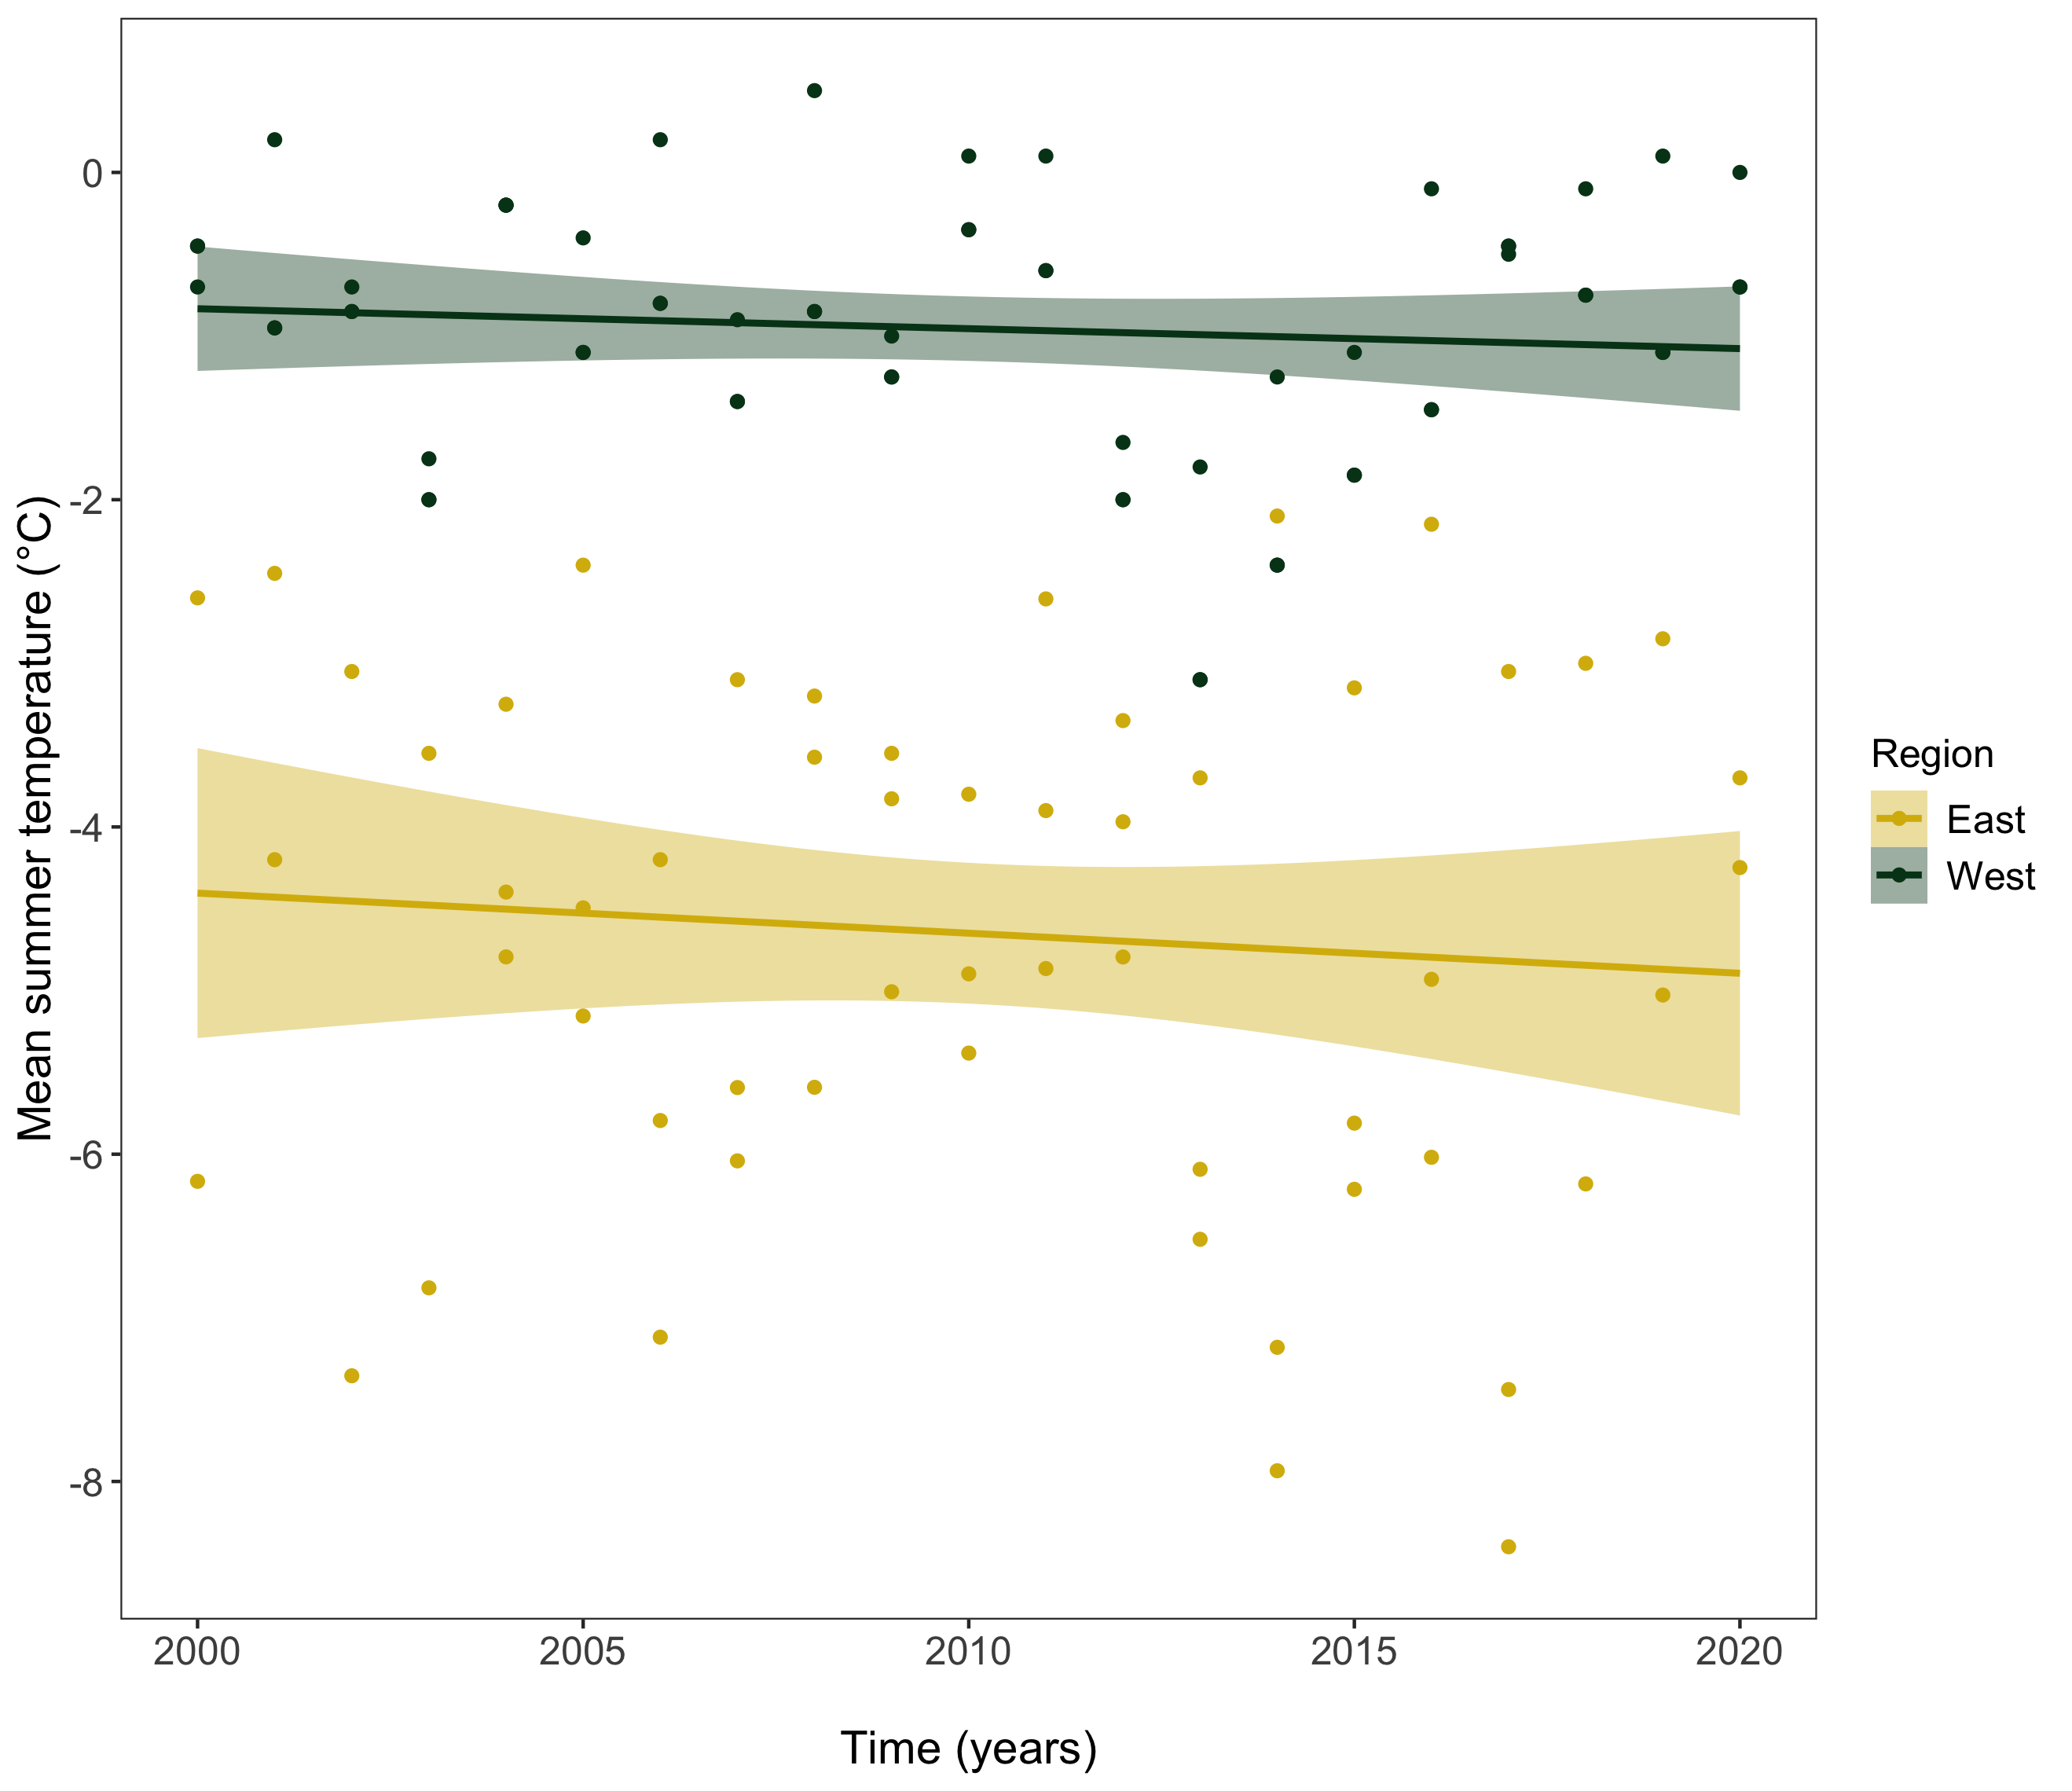 Mean summer temperature (°C)
0
-2
-4
-6
-8
2000 2005 2010 2015 2020
Time (years)
Region
East
West